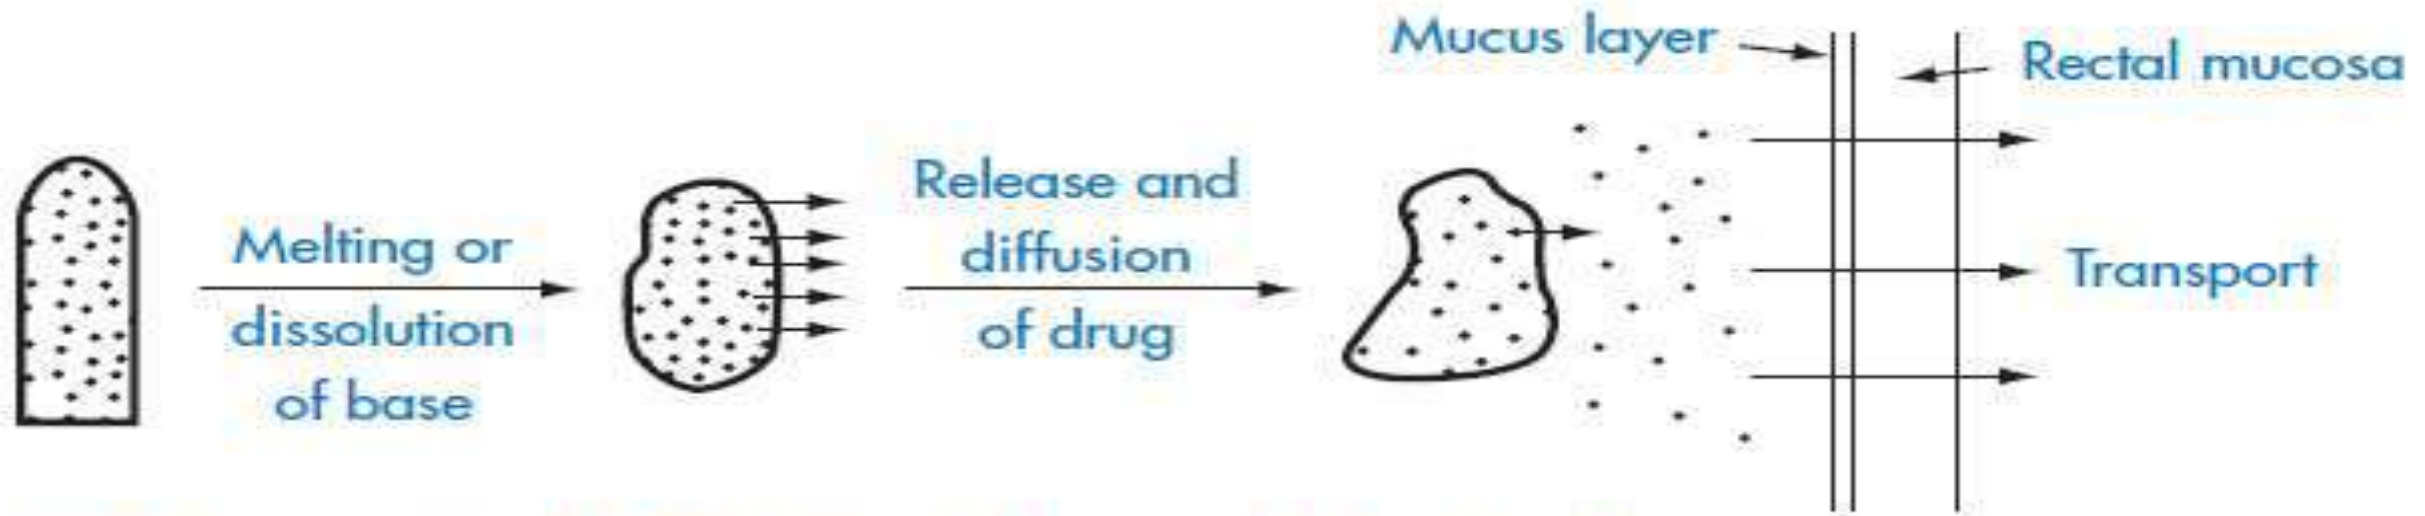 Melting or
dissolution
of base
Release and
diffusion
of drug
Mucus layer
Rectal mucosa
Transport